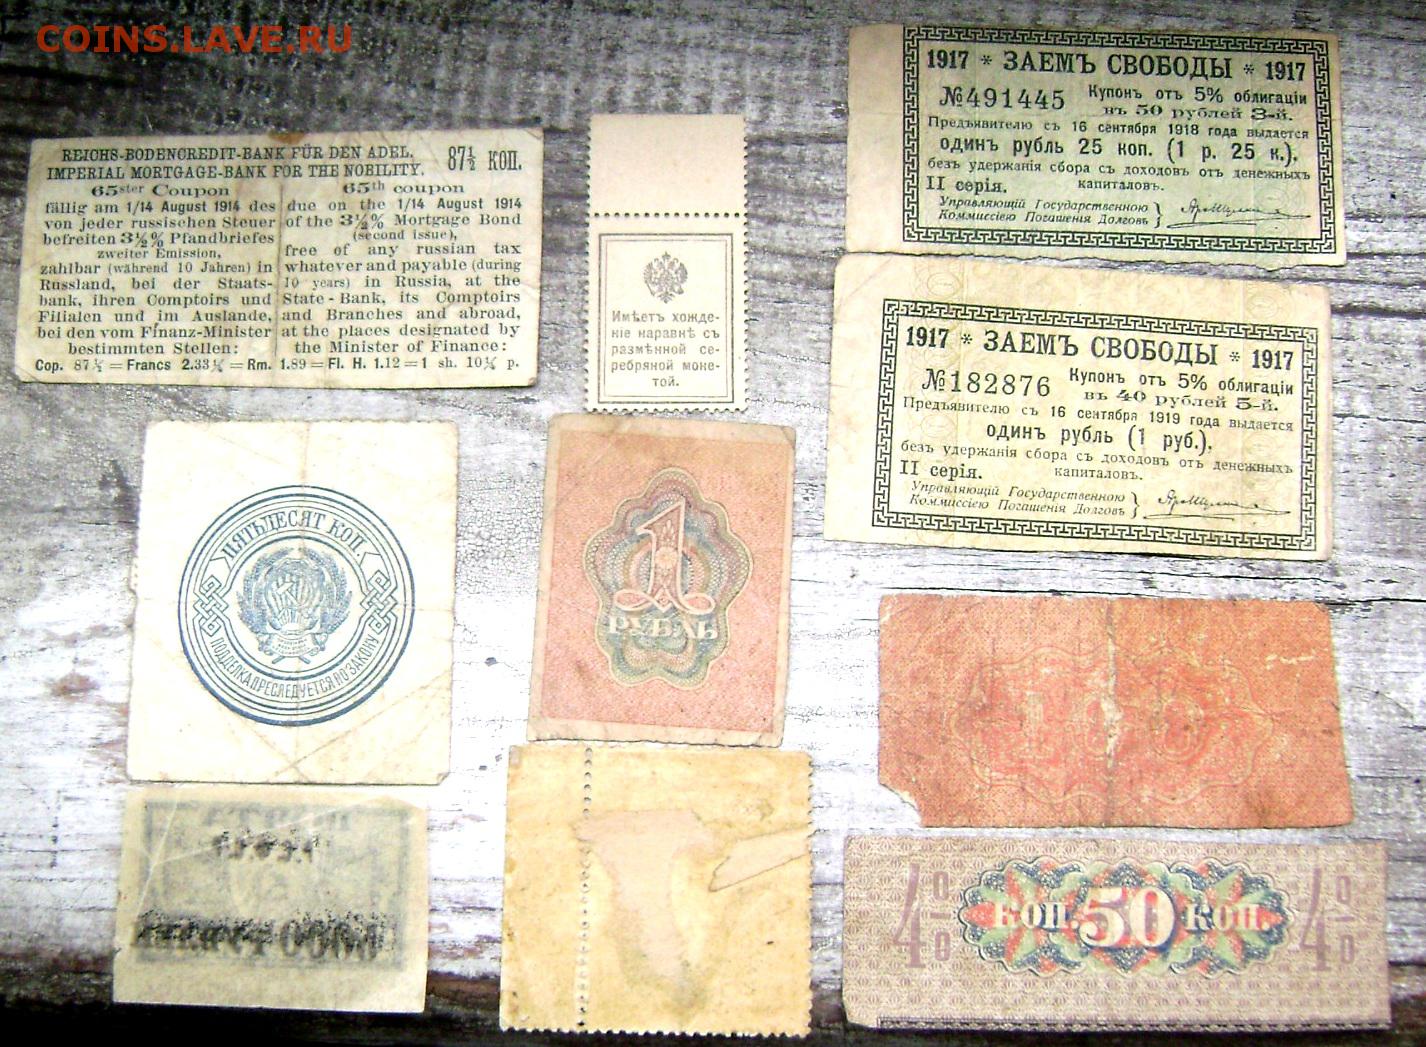 COINS.LAVE.RU
REICHS-BODENCREDIT-BANK FÜR DEN ADEL.
IMPERIAL MORTGAGE-BANK FOR THE NOBILITY.
87½ КОП.
65ster Coupon
fällig am 1/14 August 1914 des
von jeder russischen Steuer
befreiten 3½% Pfandbriefes
zweiter Emission,
zahlbar (während 10 Jahren) in
Russland, bei der Staats-
bank, ihren Comptoirs und
Filialen und im Auslande,
bei den vom Finanz-Minister
bestimmten Stellen:
65th coupon
due on the 1/14 August 1914
of the 3½% Mortgage Bond
(second issue),
free of any russian tax
whatever and payable (during
10 years) in Russia, at the
State-Bank, its Comptoirs
and Branches and abroad,
at the places designated by
the Minister of Finance:
Cop. 87½=Francs 2.33¼=Rm. 1.89=Fl. H. 1.12=1 sh. 10¼ p.
Имѣетъ хожде-
ніе наравнѣ съ
размѣнной се-
ребряной моне-
той.
1917 * ЗАЕМЪ СВОБОДЫ * 1917
№491445
Купонъ отъ 5% облигаціи
въ 50 рублей 3-й.
Предъявителю съ 16 сентября 1918 года выдается
одинъ рубль 25 коп. (1 р. 25 к.),
безъ удержанія сбора съ доходовъ отъ денежныхъ
II серія. капиталовъ.
Управляющій Государственною
Коммиссіею Погашенія Долговъ
1917 * ЗАЕМЪ СВОБОДЫ * 1917
№182876
Купонъ отъ 5% облигаціи
въ 40 рублей 5-й.
Предъявителю съ 16 сентября 1919 года выдается
одинъ рубль (1 руб.),
безъ удержанія сбора съ доходовъ отъ денежныхъ
II серія. капиталовъ.
Управляющій Государственною
Коммиссіею Погашенія Долговъ
ПЯТЬДЕСЯТ КОП.
ПОДДЕЛКА ПРЕСЛЕДУЕТСЯ ПО ЗАКОНУ
1
РУБЛЬ
100
4%
КОП. 50 КОП.
4%